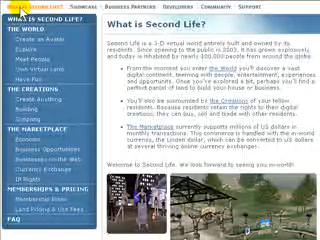 What is Second Life? | Showcase | Business Partners | Developers | Community | Support
WHAT IS SECOND LIFE?
THE WORLD
Create an Avatar
Explore
Meet People
Own Virtual Land
Have Fun
THE CREATIONS
Create Anything
Building
Scripting
THE MARKETPLACE
Economy
Business Opportunities
Businesses on the Web
Currency Exchange
IP Rights
MEMBERSHIPS & PRICING
Membership Plans
Land Pricing & Use Fees
FAQ
What is Second Life?
Second Life is a 3-D virtual world entirely built and owned by its
residents. Since opening to the public in 2003, it has grown explosively
and today is inhabited by nearly 100,000 people from around the globe.
• From the moment you enter the World you'll discover a vast
digital continent, teeming with people, entertainment, experiences
and opportunity. Once you've explored a bit, perhaps you'll find a
perfect parcel of land to build your house or business.
• You'll also be surrounded by the Creations of your fellow
residents. Because residents retain the rights to their digital
creations, they can buy, sell and trade with other residents.
• The Marketplace currently supports millions of US dollars in
monthly transactions. This commerce is handled with the in-world
currency, the Linden dollar, which can be converted to US dollars
at several thriving online currency exchanges.
Welcome to Second Life. We look forward to seeing you in-world!